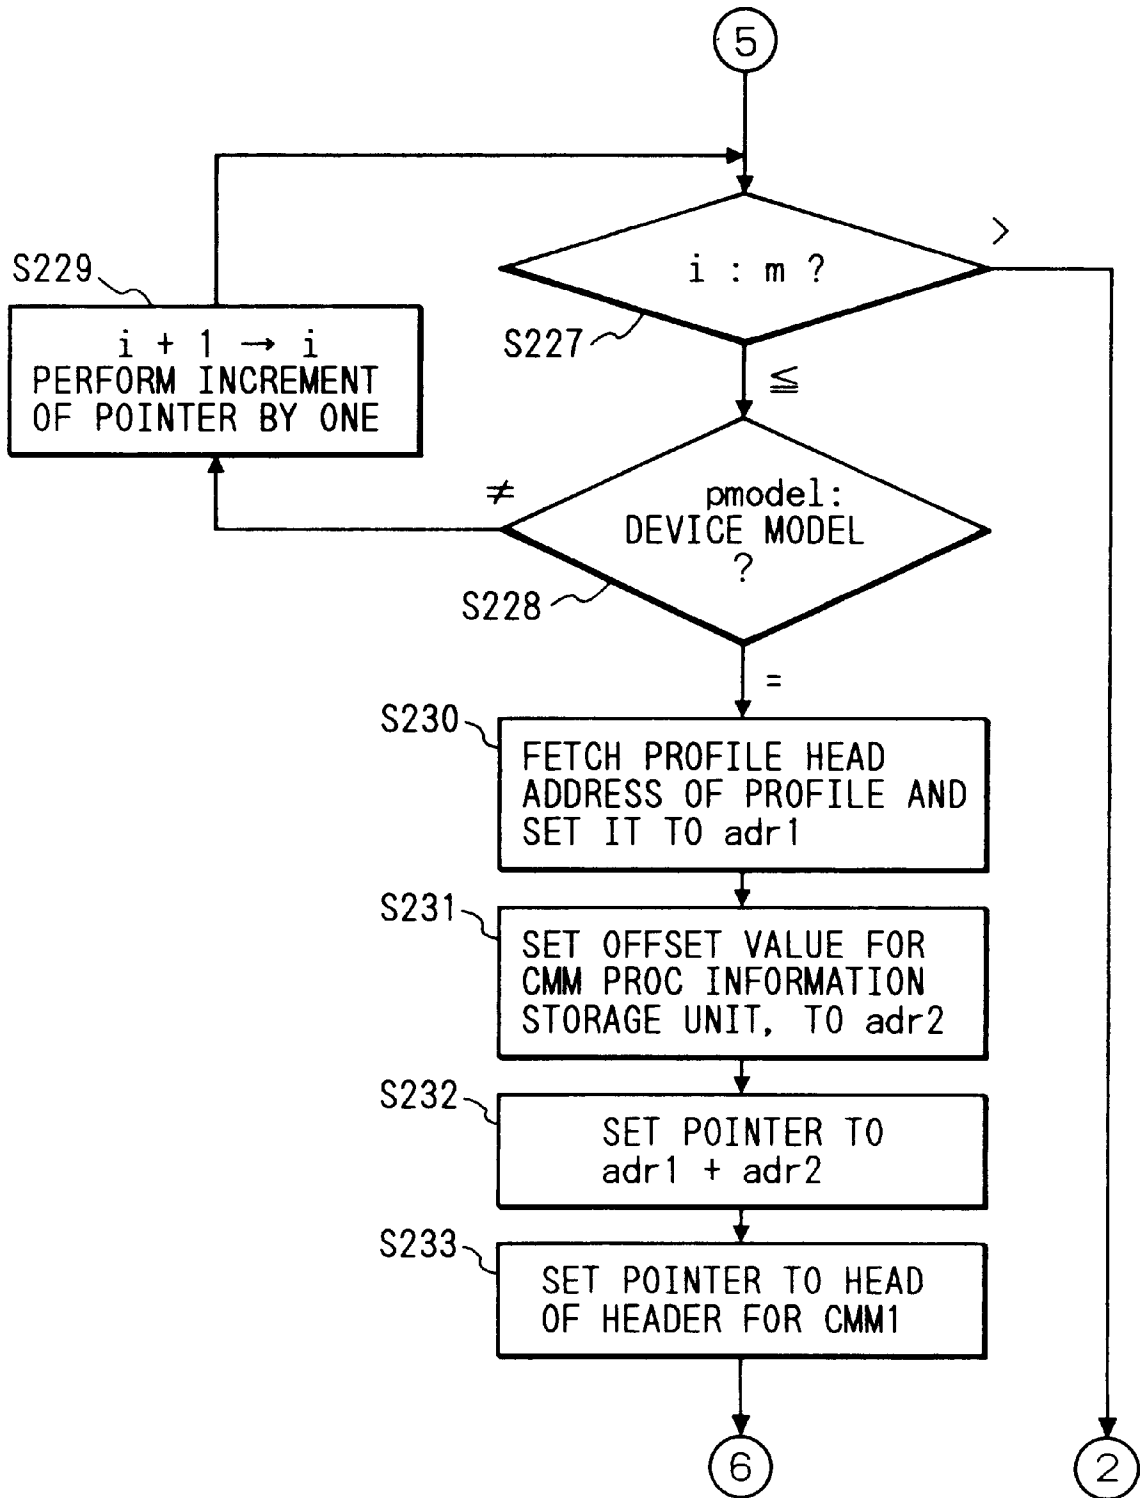 5
>
i : m ?
S227
S229
i + 1 → i
PERFORM INCREMENT
OF POINTER BY ONE
≦
≠
pmodel:
DEVICE MODEL
?
S228
=
S230
FETCH PROFILE HEAD
ADDRESS OF PROFILE AND
SET IT TO adr1
S231
SET OFFSET VALUE FOR
CMM PROC INFORMATION
STORAGE UNIT, TO adr2
S232
SET POINTER TO
adr1 + adr2
S233
SET POINTER TO HEAD
OF HEADER FOR CMM1
6
2